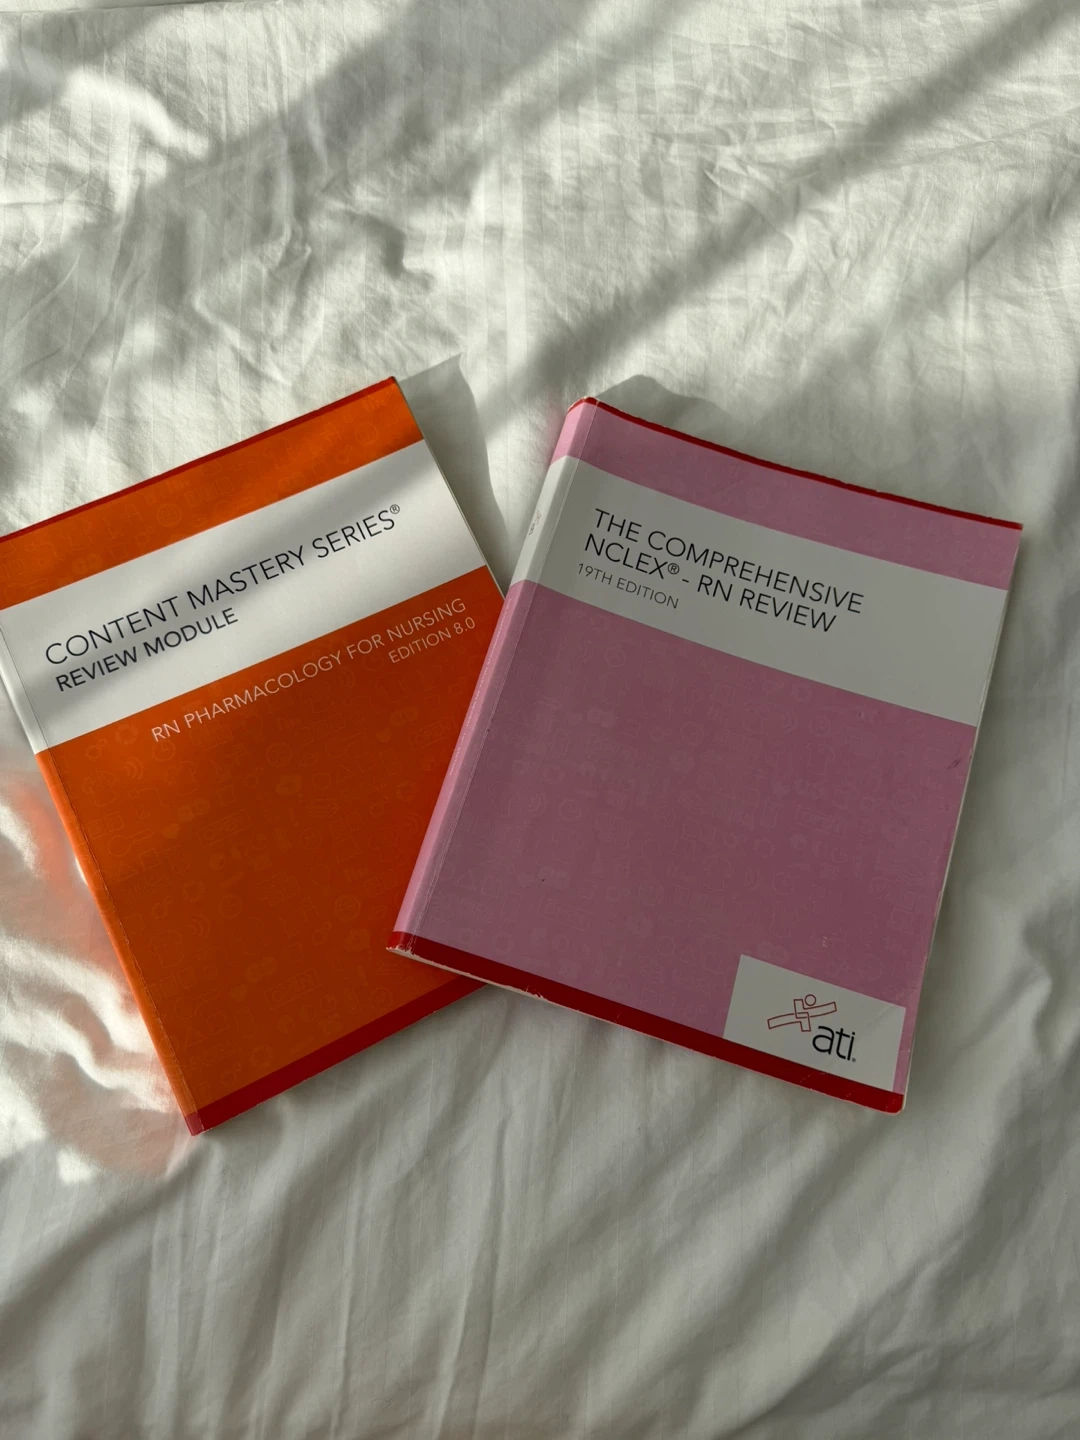 CONTENT MASTERY SERIES®
REVIEW MODULE
RN PHARMACOLOGY FOR NURSING
EDITION 8.0
THE COMPREHENSIVE
NCLEX® - RN REVIEW
19TH EDITION
ati®